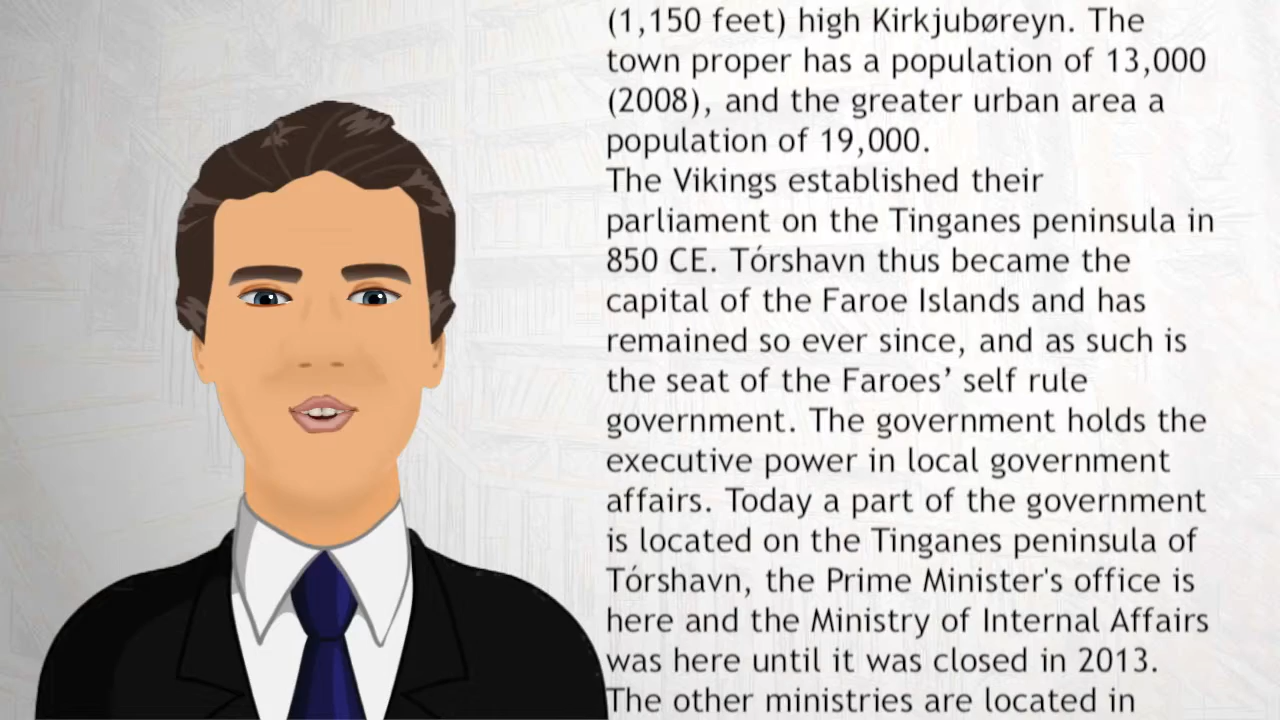 (1,150 feet) high Kirkjubøreyn. The
town proper has a population of 13,000
(2008), and the greater urban area a
population of 19,000.
The Vikings established their
parliament on the Tinganes peninsula in
850 CE. Tórshavn thus became the
capital of the Faroe Islands and has
remained so ever since, and as such is
the seat of the Faroes’ self rule
government. The government holds the
executive power in local government
affairs. Today a part of the government
is located on the Tinganes peninsula of
Tórshavn, the Prime Minister's office is
here and the Ministry of Internal Affairs
was here until it was closed in 2013.
The other ministries are located in